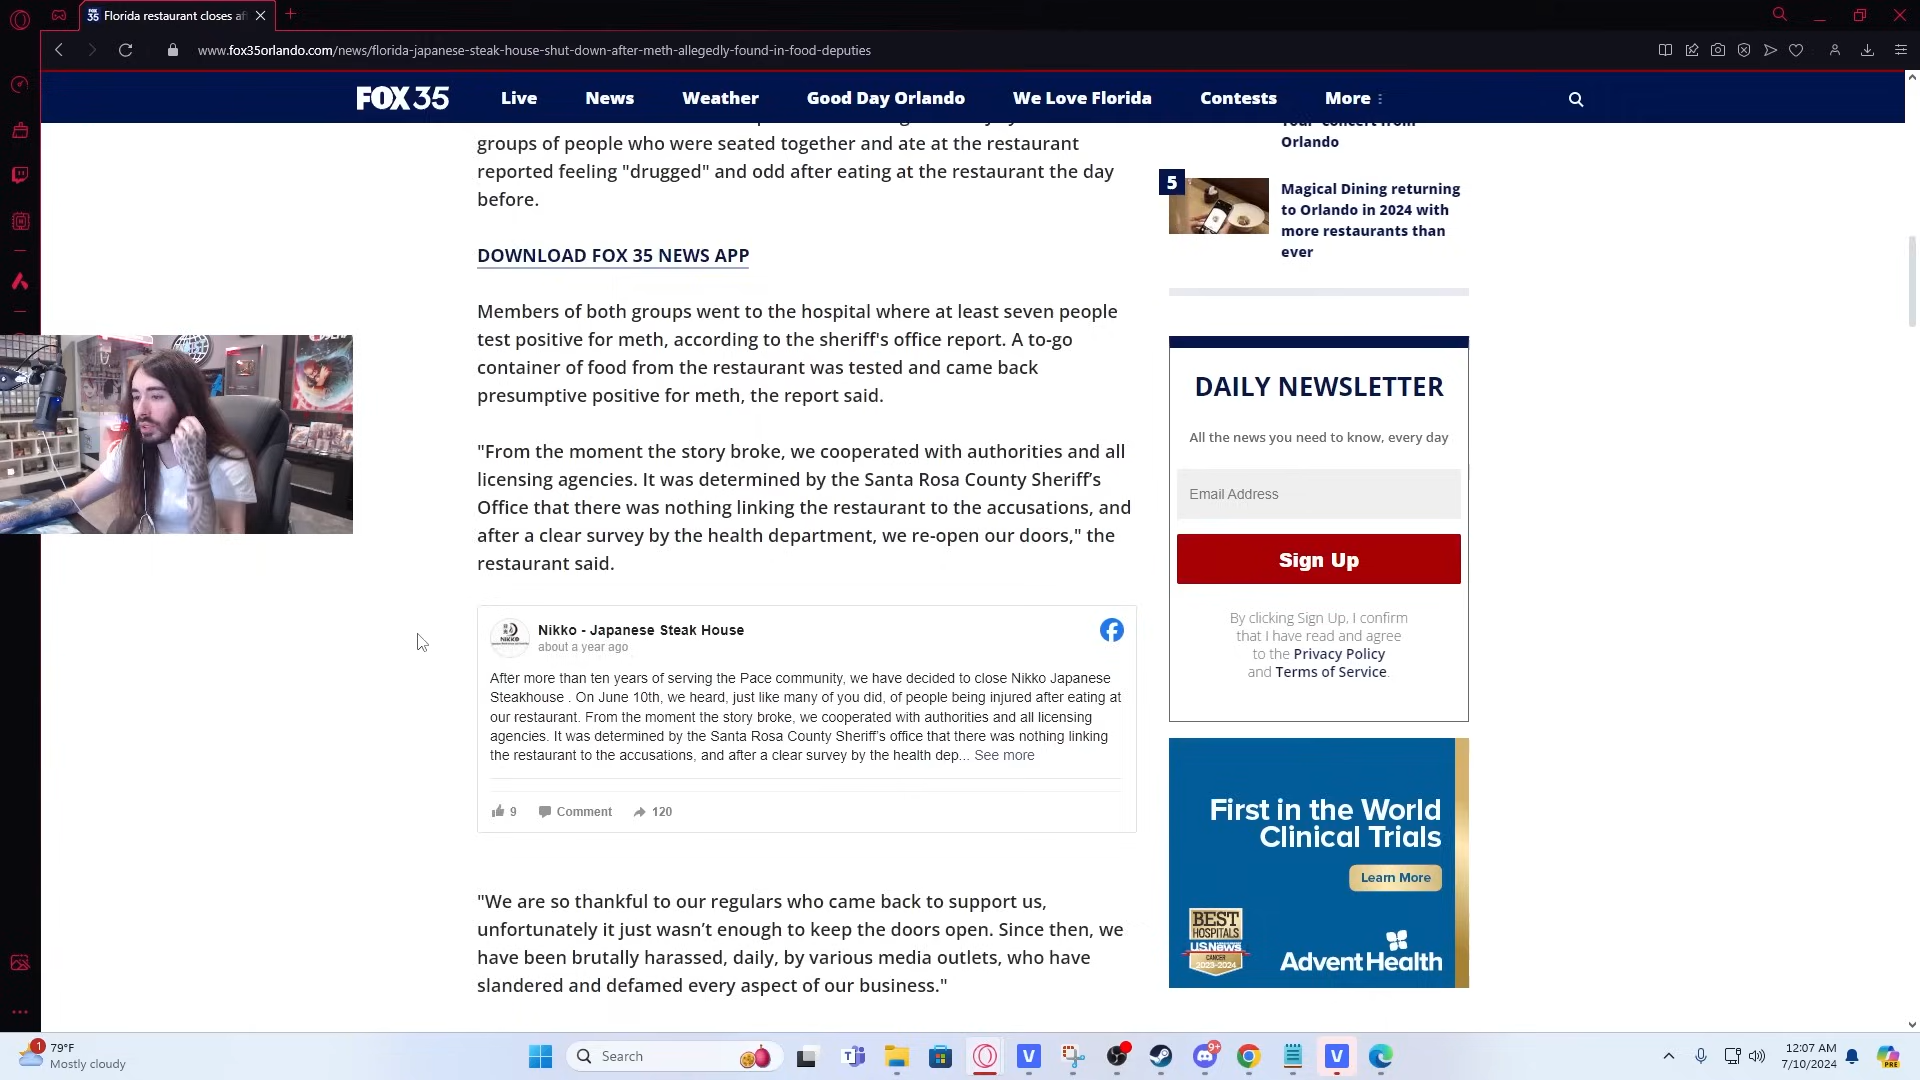 Florida restaurant closes af
www.fox35orlando.com/news/florida-japanese-steak-house-shut-down-after-meth-allegedly-found-in-food-deputies
FOX 35
Live
News
Weather
Good Day Orlando
We Love Florida
Contests
More
groups of people who were seated together and ate at the restaurant
reported feeling "drugged" and odd after eating at the restaurant the day
before.
DOWNLOAD FOX 35 NEWS APP
Members of both groups went to the hospital where at least seven people
test positive for meth, according to the sheriff's office report. A to-go
container of food from the restaurant was tested and came back
presumptive positive for meth, the report said.
"From the moment the story broke, we cooperated with authorities and all
licensing agencies. It was determined by the Santa Rosa County Sheriff’s
Office that there was nothing linking the restaurant to the accusations, and
after a clear survey by the health department, we re-open our doors," the
restaurant said.
Nikko - Japanese Steak House
about a year ago
After more than ten years of serving the Pace community, we have decided to close Nikko Japanese
Steakhouse . On June 10th, we heard, just like many of you did, of people being injured after eating at
our restaurant. From the moment the story broke, we cooperated with authorities and all licensing
agencies. It was determined by the Santa Rosa County Sheriff’s office that there was nothing linking
the restaurant to the accusations, and after a clear survey by the health dep... See more
9
Comment
120
"We are so thankful to our regulars who came back to support us,
unfortunately it just wasn’t enough to keep the doors open. Since then, we
have been brutally harassed, daily, by various media outlets, who have
slandered and defamed every aspect of our business."
Orlando
5
Magical Dining returning
to Orlando in 2024 with
more restaurants than
ever
DAILY NEWSLETTER
All the news you need to know, every day
Email Address
Sign Up
By clicking Sign Up, I confirm
that I have read and agree
to the Privacy Policy
and Terms of Service.
First in the World
Clinical Trials
Learn More
BEST
HOSPITALS
U.S.News
CANCER
2023-2024
AdventHealth
1
79°F
Mostly cloudy
Search
9+
12:07 AM
7/10/2024
PRE